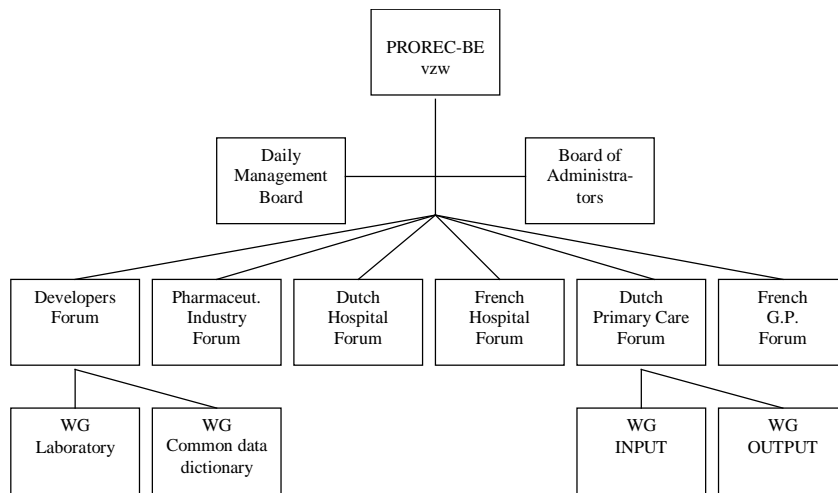 PROREC-BE
vzw
Daily
Management
Board
Board of
Administra-
tors
Developers
Forum
Pharmaceut.
Industry
Forum
Dutch
Hospital
Forum
French
Hospital
Forum
Dutch
Primary Care
Forum
French
G.P.
Forum
WG
Laboratory
WG
Common data
dictionary
WG
INPUT
WG
OUTPUT